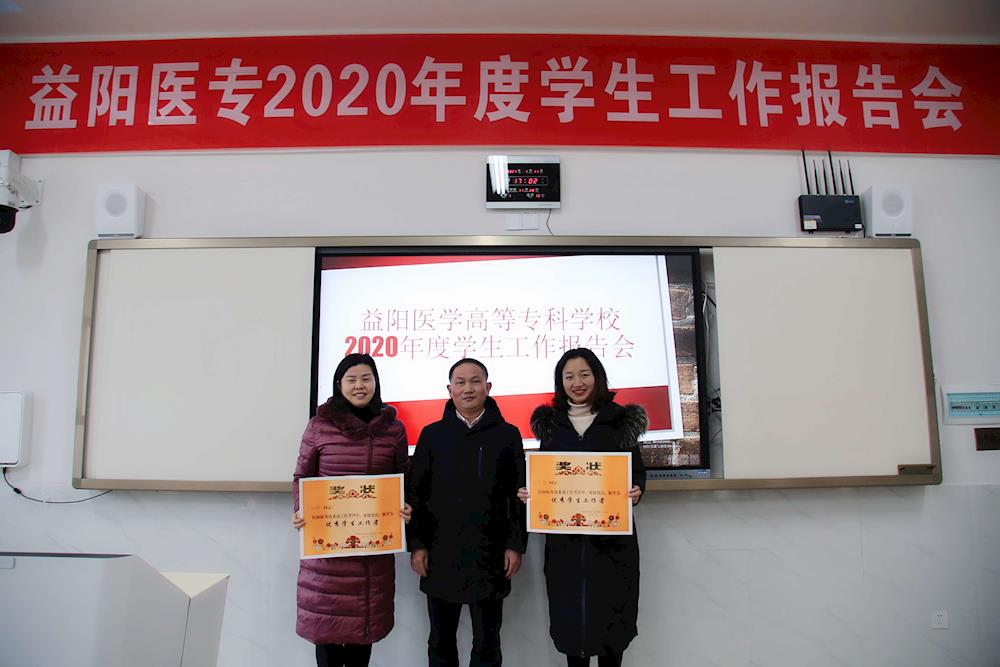 益阳医专2020年度学生工作报告会
17:02
益阳医学高等专科学校
2020年度学生工作报告会
奖 状
优秀学生工作者
奖 状
优秀学生工作者